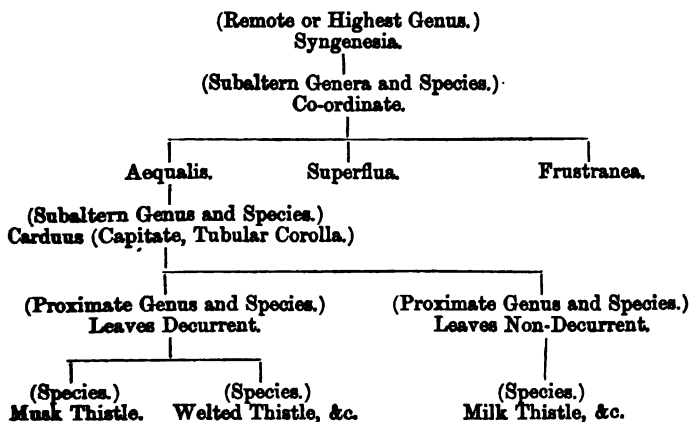 (Remote or Highest Genus.)
Syngenesia.
(Subaltern Genera and Species.)
Co-ordinate.
Aequalis. Superflua. Frustranea.
(Subaltern Genus and Species.)
Carduus (Capitate, Tubular Corolla.)
(Proximate Genus and Species.) (Proximate Genus and Species.)
Leaves Decurrent. Leaves Non-Decurrent.
(Species.) (Species.) (Species.)
Musk Thistle. Welted Thistle, &c. Milk Thistle, &c.